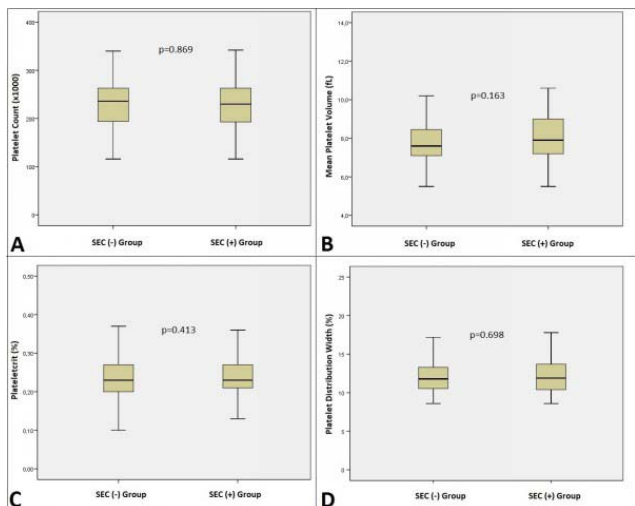 400
300
200
100
0
Platelet Count (x1000)
p=0.869
SEC (-) Group
SEC (+) Group
A
14,0
12,0
10,0
8,0
6,0
4,0
Mean Platelet Volume (fL)
p=0.163
SEC (-) Group
SEC (+) Group
B
0,50
0,40
0,30
0,20
0,10
0,00
Plateletcrit (%)
p=0.413
SEC (-) Group
SEC (+) Group
C
25
20
15
10
5
0
Platelet Distribution Width (%)
p=0.698
SEC (-) Group
SEC (+) Group
D